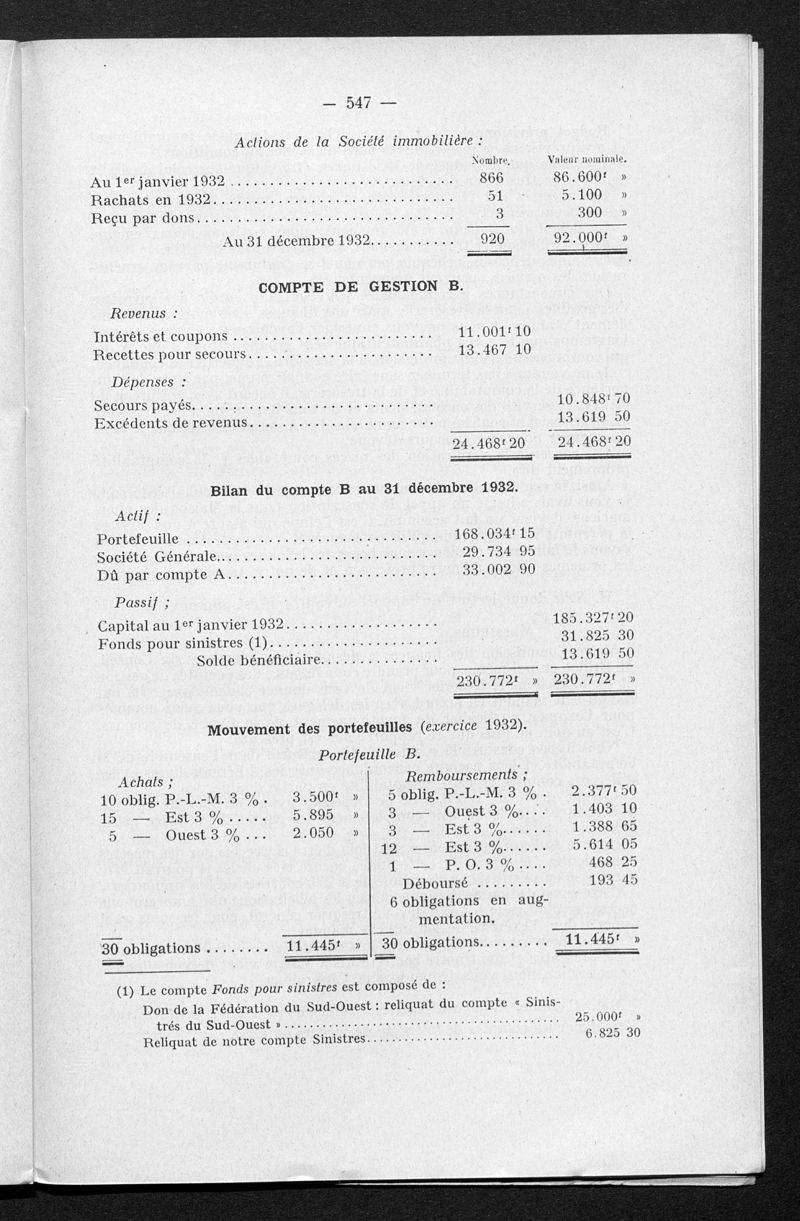 — 547 —
Actions de la Société immobilière :
Nombre. Valeur nominale.
Au 1er janvier 1932 ............................ 866 86.600f »
Rachats en 1932.............................. 51 5.100 »
Reçu par dons................................ 3 300 »
Au 31 décembre 1932........... 920 92.000f »
COMPTE DE GESTION B.
Revenus :
Intérêts et coupons ......................... 11.001f 10
Recettes pour secours....................... 13.467 10
Dépenses :
Secours payés.............................. 10.848f 70
Excédents de revenus....................... 13.619 50
24.468f 20 24.468f 20
Bilan du compte B au 31 décembre 1932.
Actif :
Portefeuille ............................... 168.034f 15
Société Générale........................... 29.734 95
Dû par compte A.......................... 33.002 90
Passif ;
Capital au 1er janvier 1932................... 185.327f 20
Fonds pour sinistres (1)..................... 31.825 30
Solde bénéficiaire............... 13.619 50
230.772f » 230.772f »
Mouvement des portefeuilles (exercice 1932).
Portefeuille B.
Achats ; Remboursements ;
10 oblig. P.-L.-M. 3 % . 3.500f » 5 oblig. P.-L.-M. 3 % . 2.377f 50
15 — Est 3 % ..... 5.895 » 3 — Ouest 3 %.... 1.403 10
5 — Ouest 3 % ... 2.050 » 3 — Est 3 %...... 1.388 65
12 — Est 3 %...... 5.614 05
1 — P. O. 3 % .... 468 25
Déboursé ......... 193 45
6 obligations en aug-
mentation.
30 obligations ........ 11.445f » 30 obligations......... 11.445f »
(1) Le compte Fonds pour sinistres est composé de :
Don de la Fédération du Sud-Ouest : reliquat du compte « Sinis-
trés du Sud-Ouest » ........................................ 25.000f »
Reliquat de notre compte Sinistres............................ 6.825 30